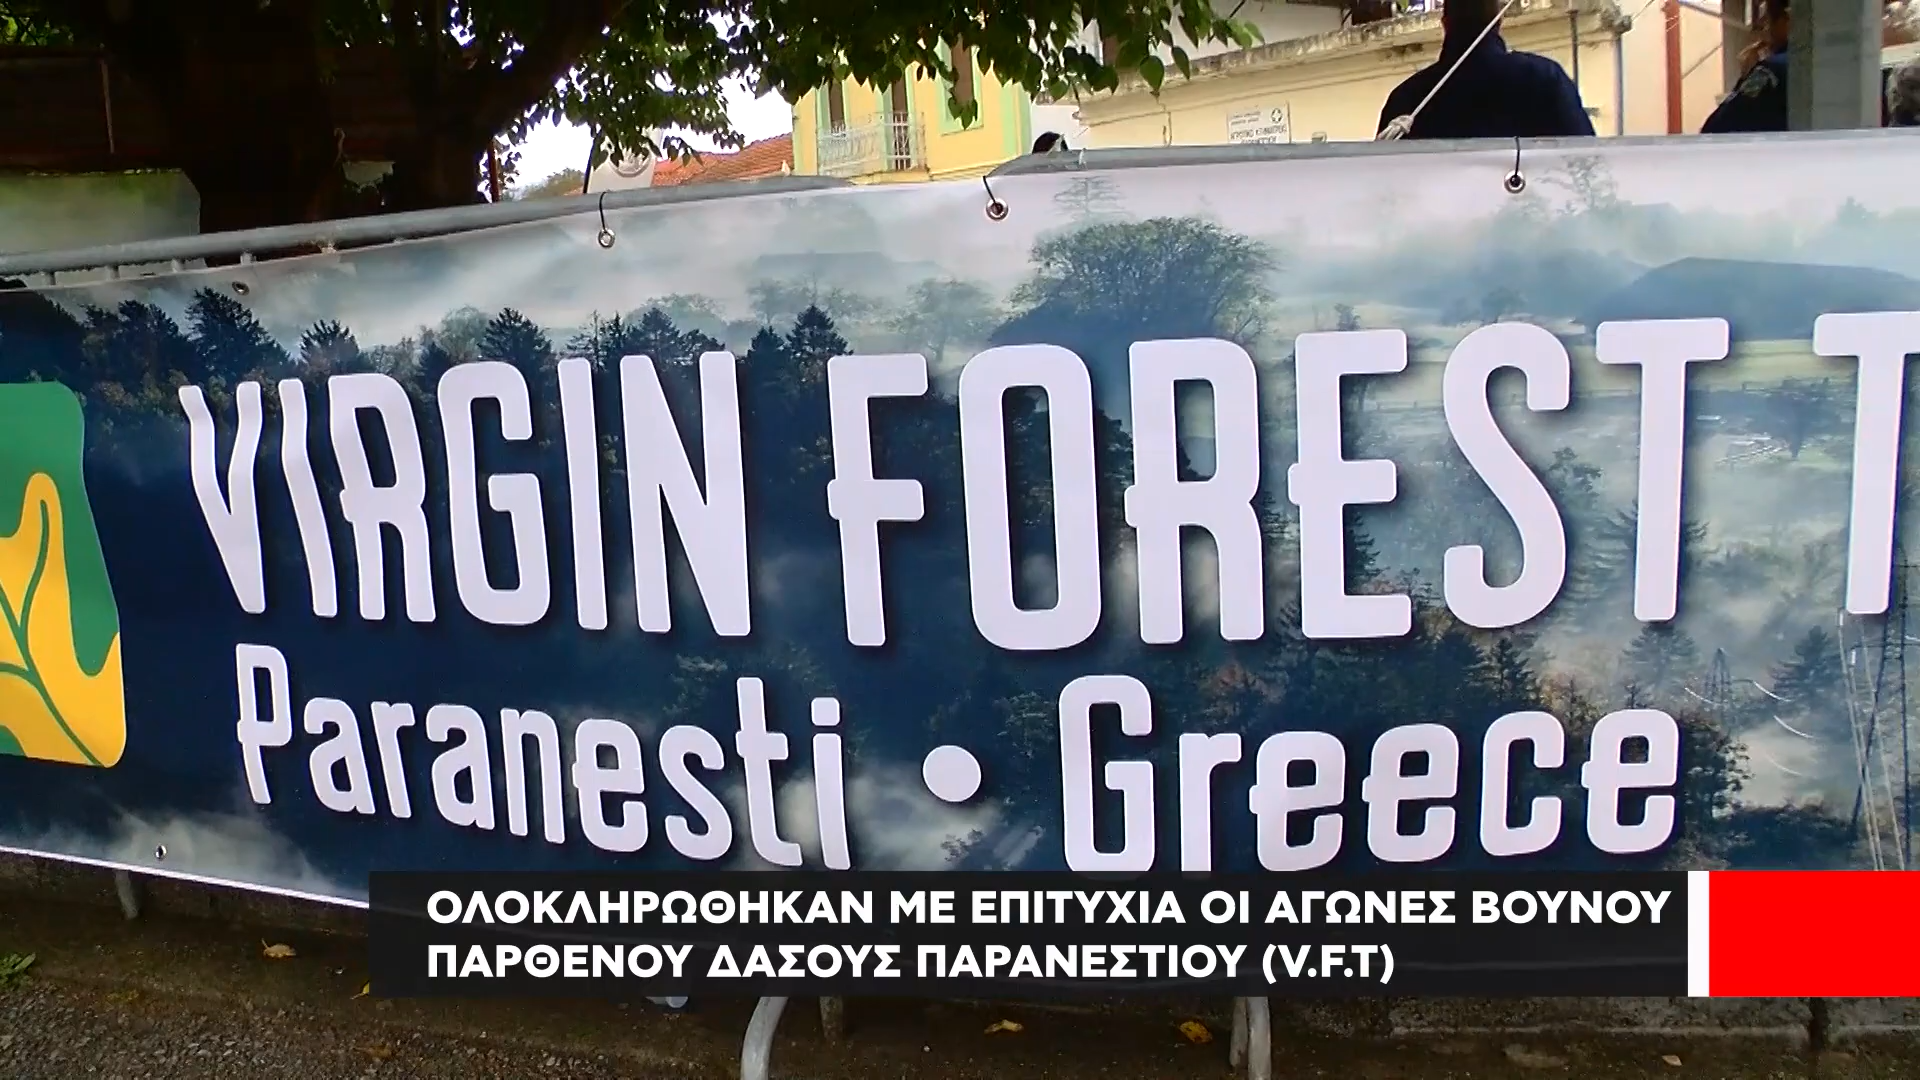 VIRGIN FOREST T
Paranesti • Greece
ΟΛΟΚΛΗΡΩΘΗΚΑΝ ΜΕ ΕΠΙΤΥΧΙΑ ΟΙ ΑΓΩΝΕΣ ΒΟΥΝΟΥ
ΠΑΡΘΕΝΟΥ ΔΑΣΟΥΣ ΠΑΡΑΝΕΣΤΙΟΥ (V.F.T)